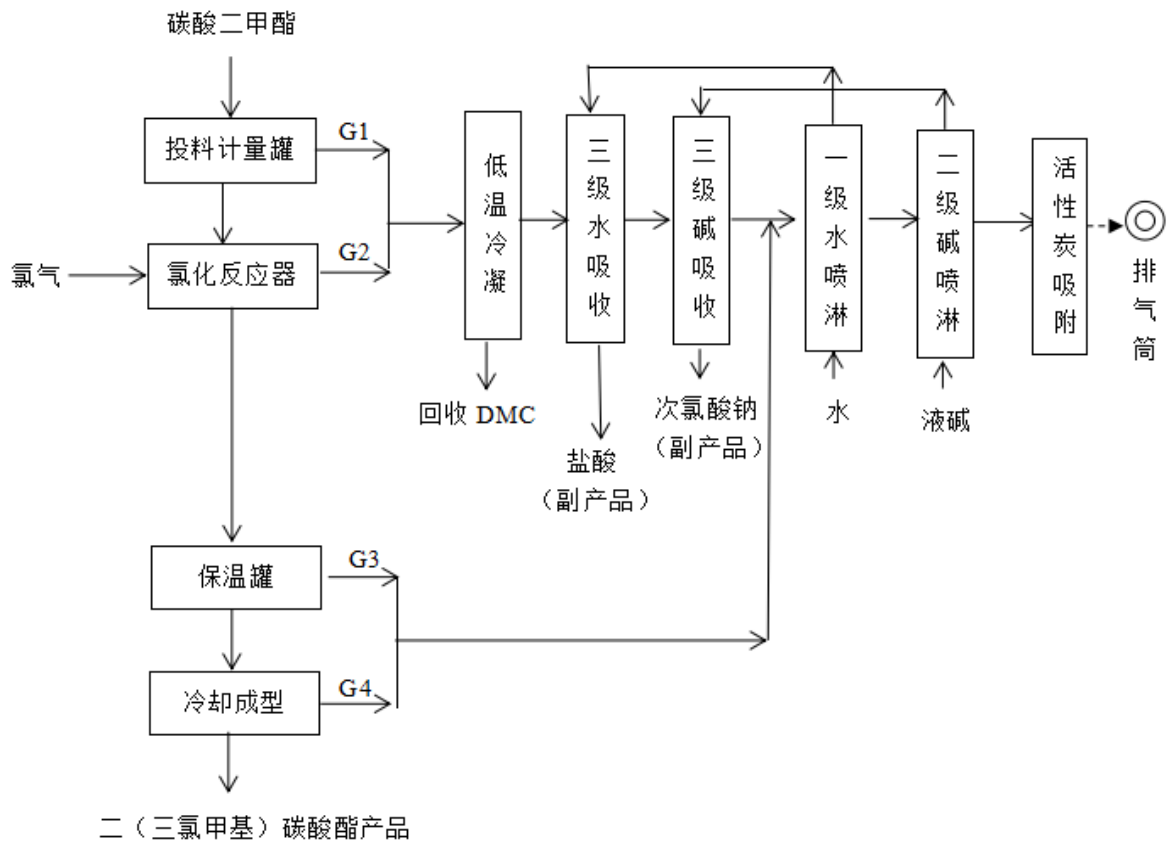 碳酸二甲酯
投料计量罐
G1
氯气
氯化反应器
G2
低温冷凝
三级水吸收
三级碱吸收
一级水喷淋
二级碱喷淋
活性炭吸附
排气筒
回收 DMC
盐酸
（副产品）
次氯酸钠
（副产品）
水
液碱
保温罐
G3
冷却成型
G4
二（三氯甲基）碳酸酯产品